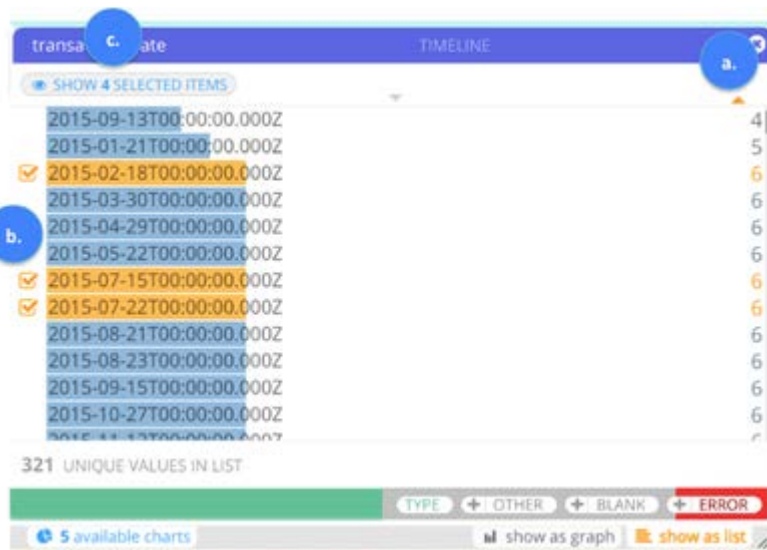 transa c. ate TIMELINE
a.
SHOW 4 SELECTED ITEMS
2015-09-13T00:00:00.000Z 4
2015-01-21T00:00:00.000Z 5
2015-02-18T00:00:00.000Z 6
2015-03-30T00:00:00.000Z 6
2015-04-29T00:00:00.000Z 6
b.
2015-05-22T00:00:00.000Z 6
2015-07-15T00:00:00.000Z 6
2015-07-22T00:00:00.000Z 6
2015-08-21T00:00:00.000Z 6
2015-08-23T00:00:00.000Z 6
2015-09-15T00:00:00.000Z 6
2015-10-27T00:00:00.000Z 6
321 UNIQUE VALUES IN LIST
TYPE + OTHER + BLANK + ERROR
5 available charts show as graph show as list